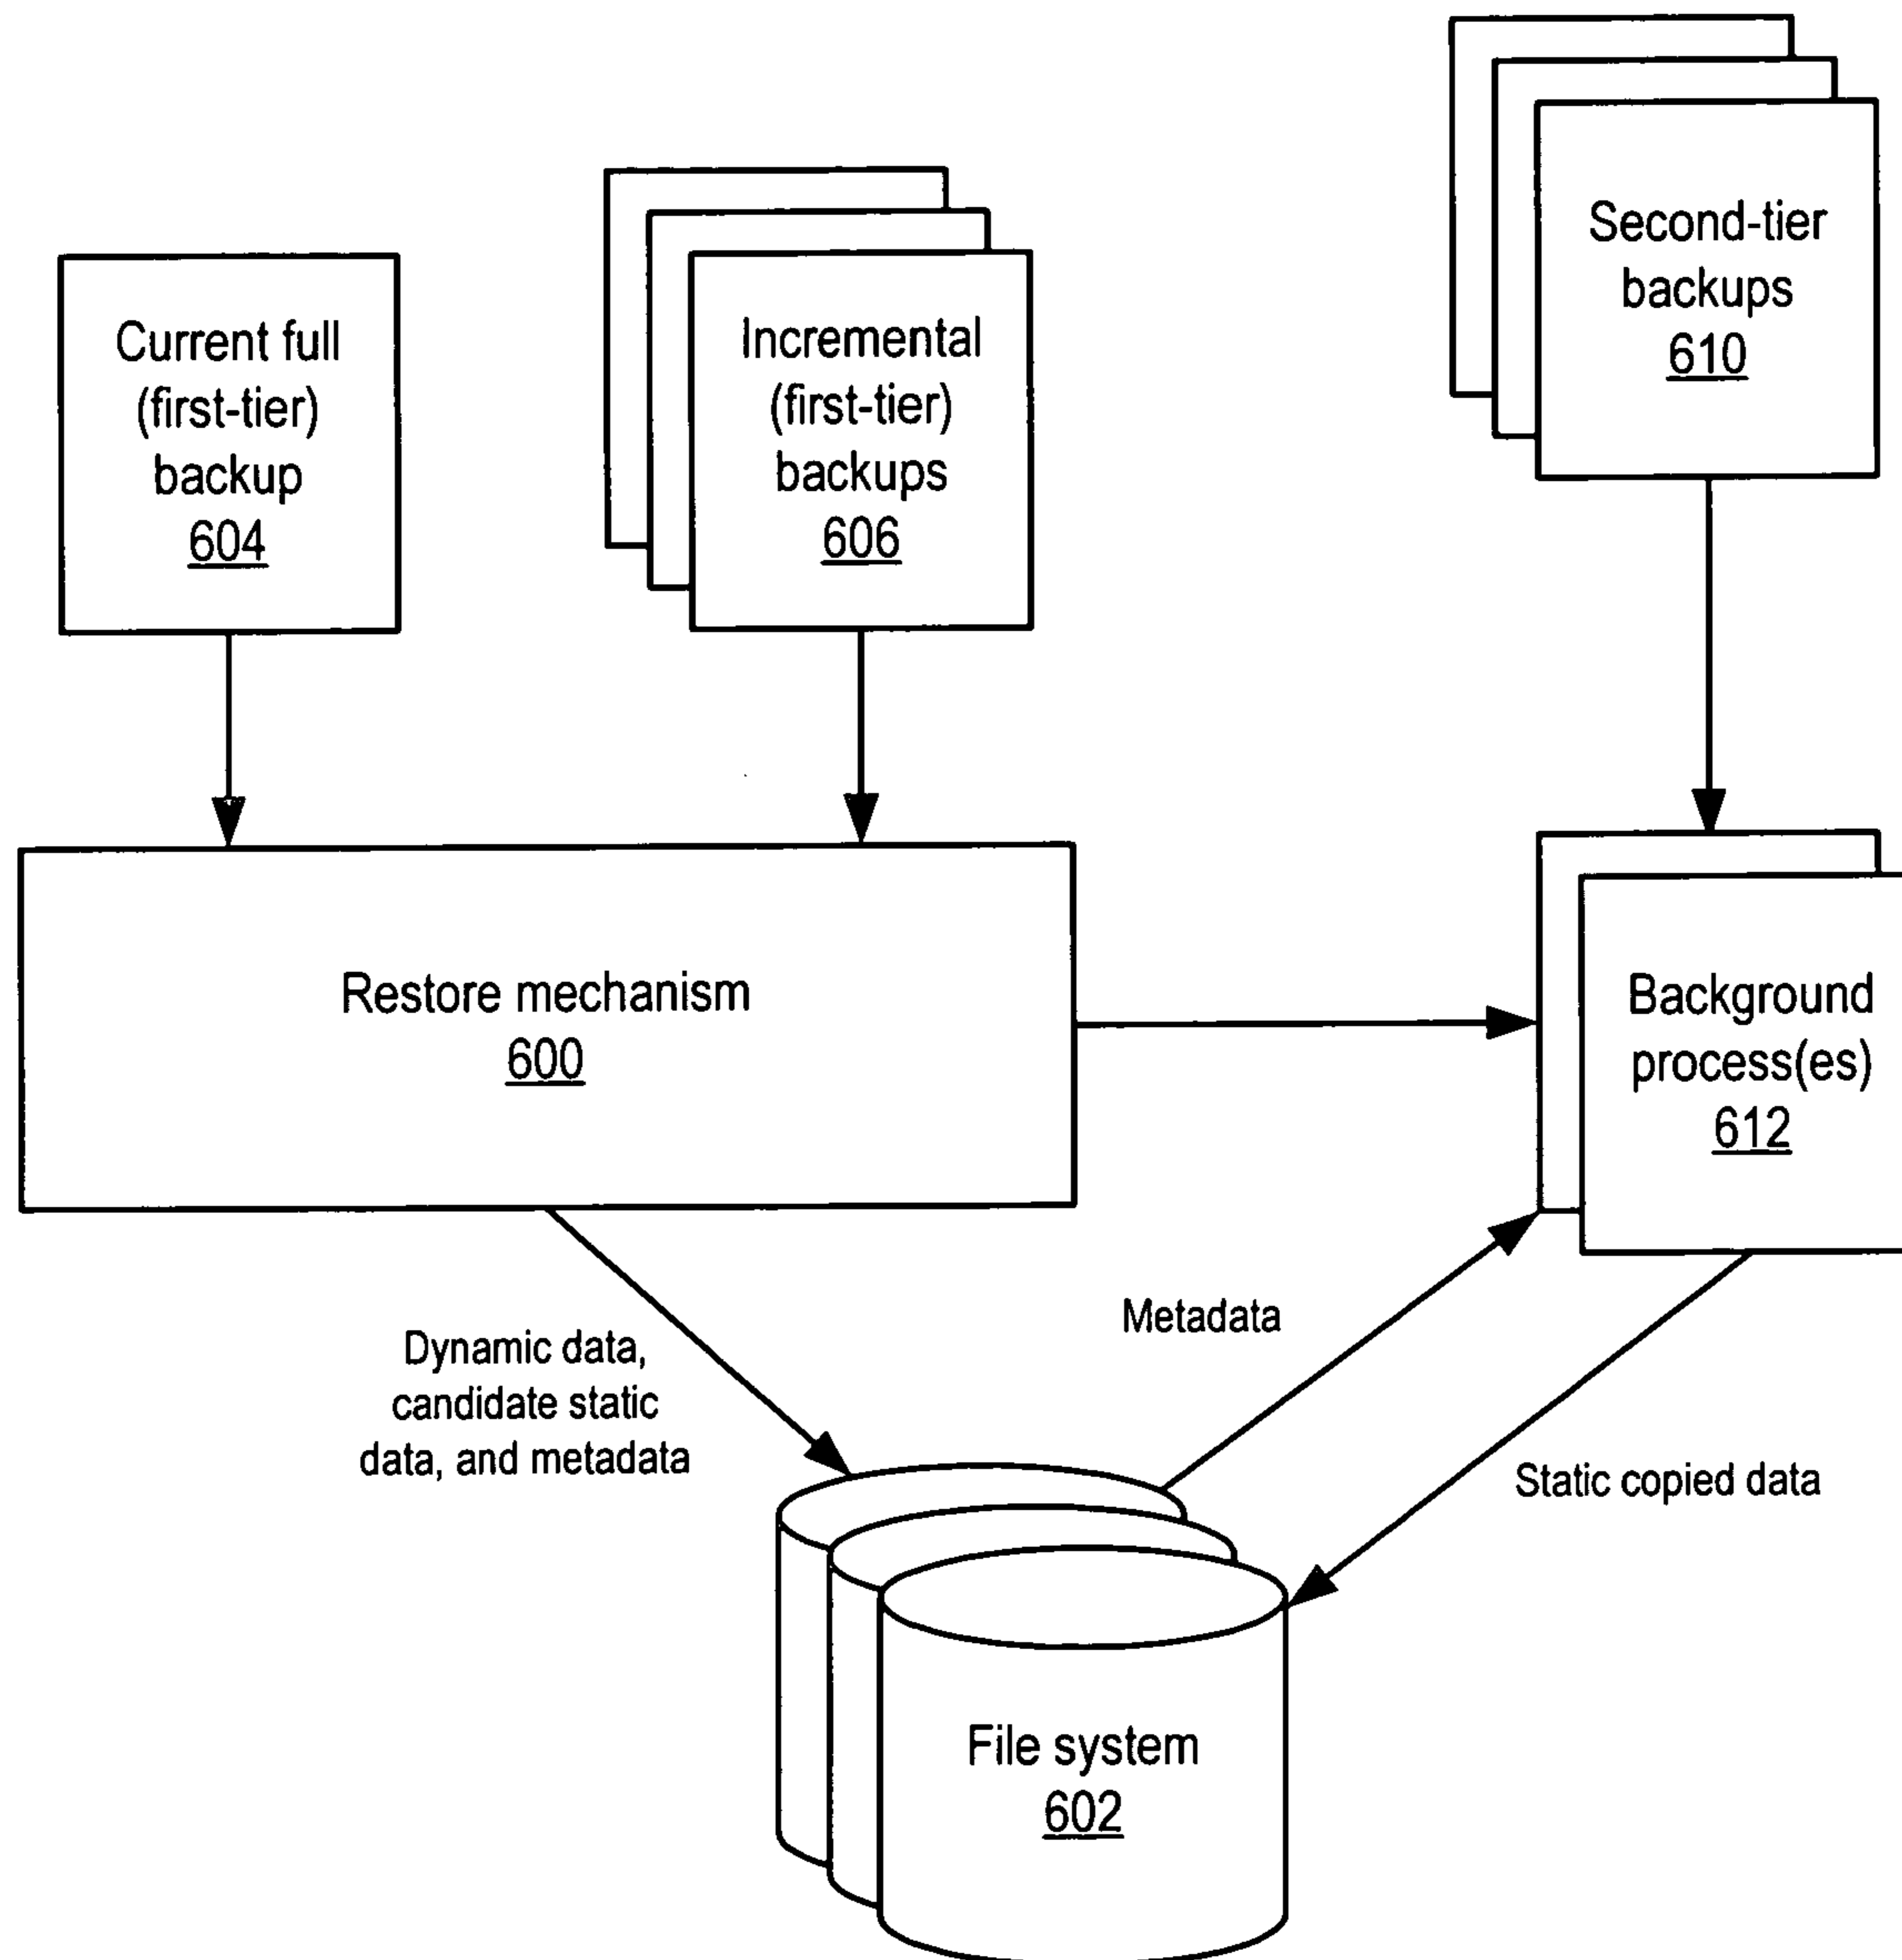 Second-tier
backups
610
Current full
(first-tier)
backup
604
Incremental
(first-tier)
backups
606
Restore mechanism
600
Background
process(es)
612
Metadata
Dynamic data,
candidate static
data, and metadata
Static copied data
File system
602